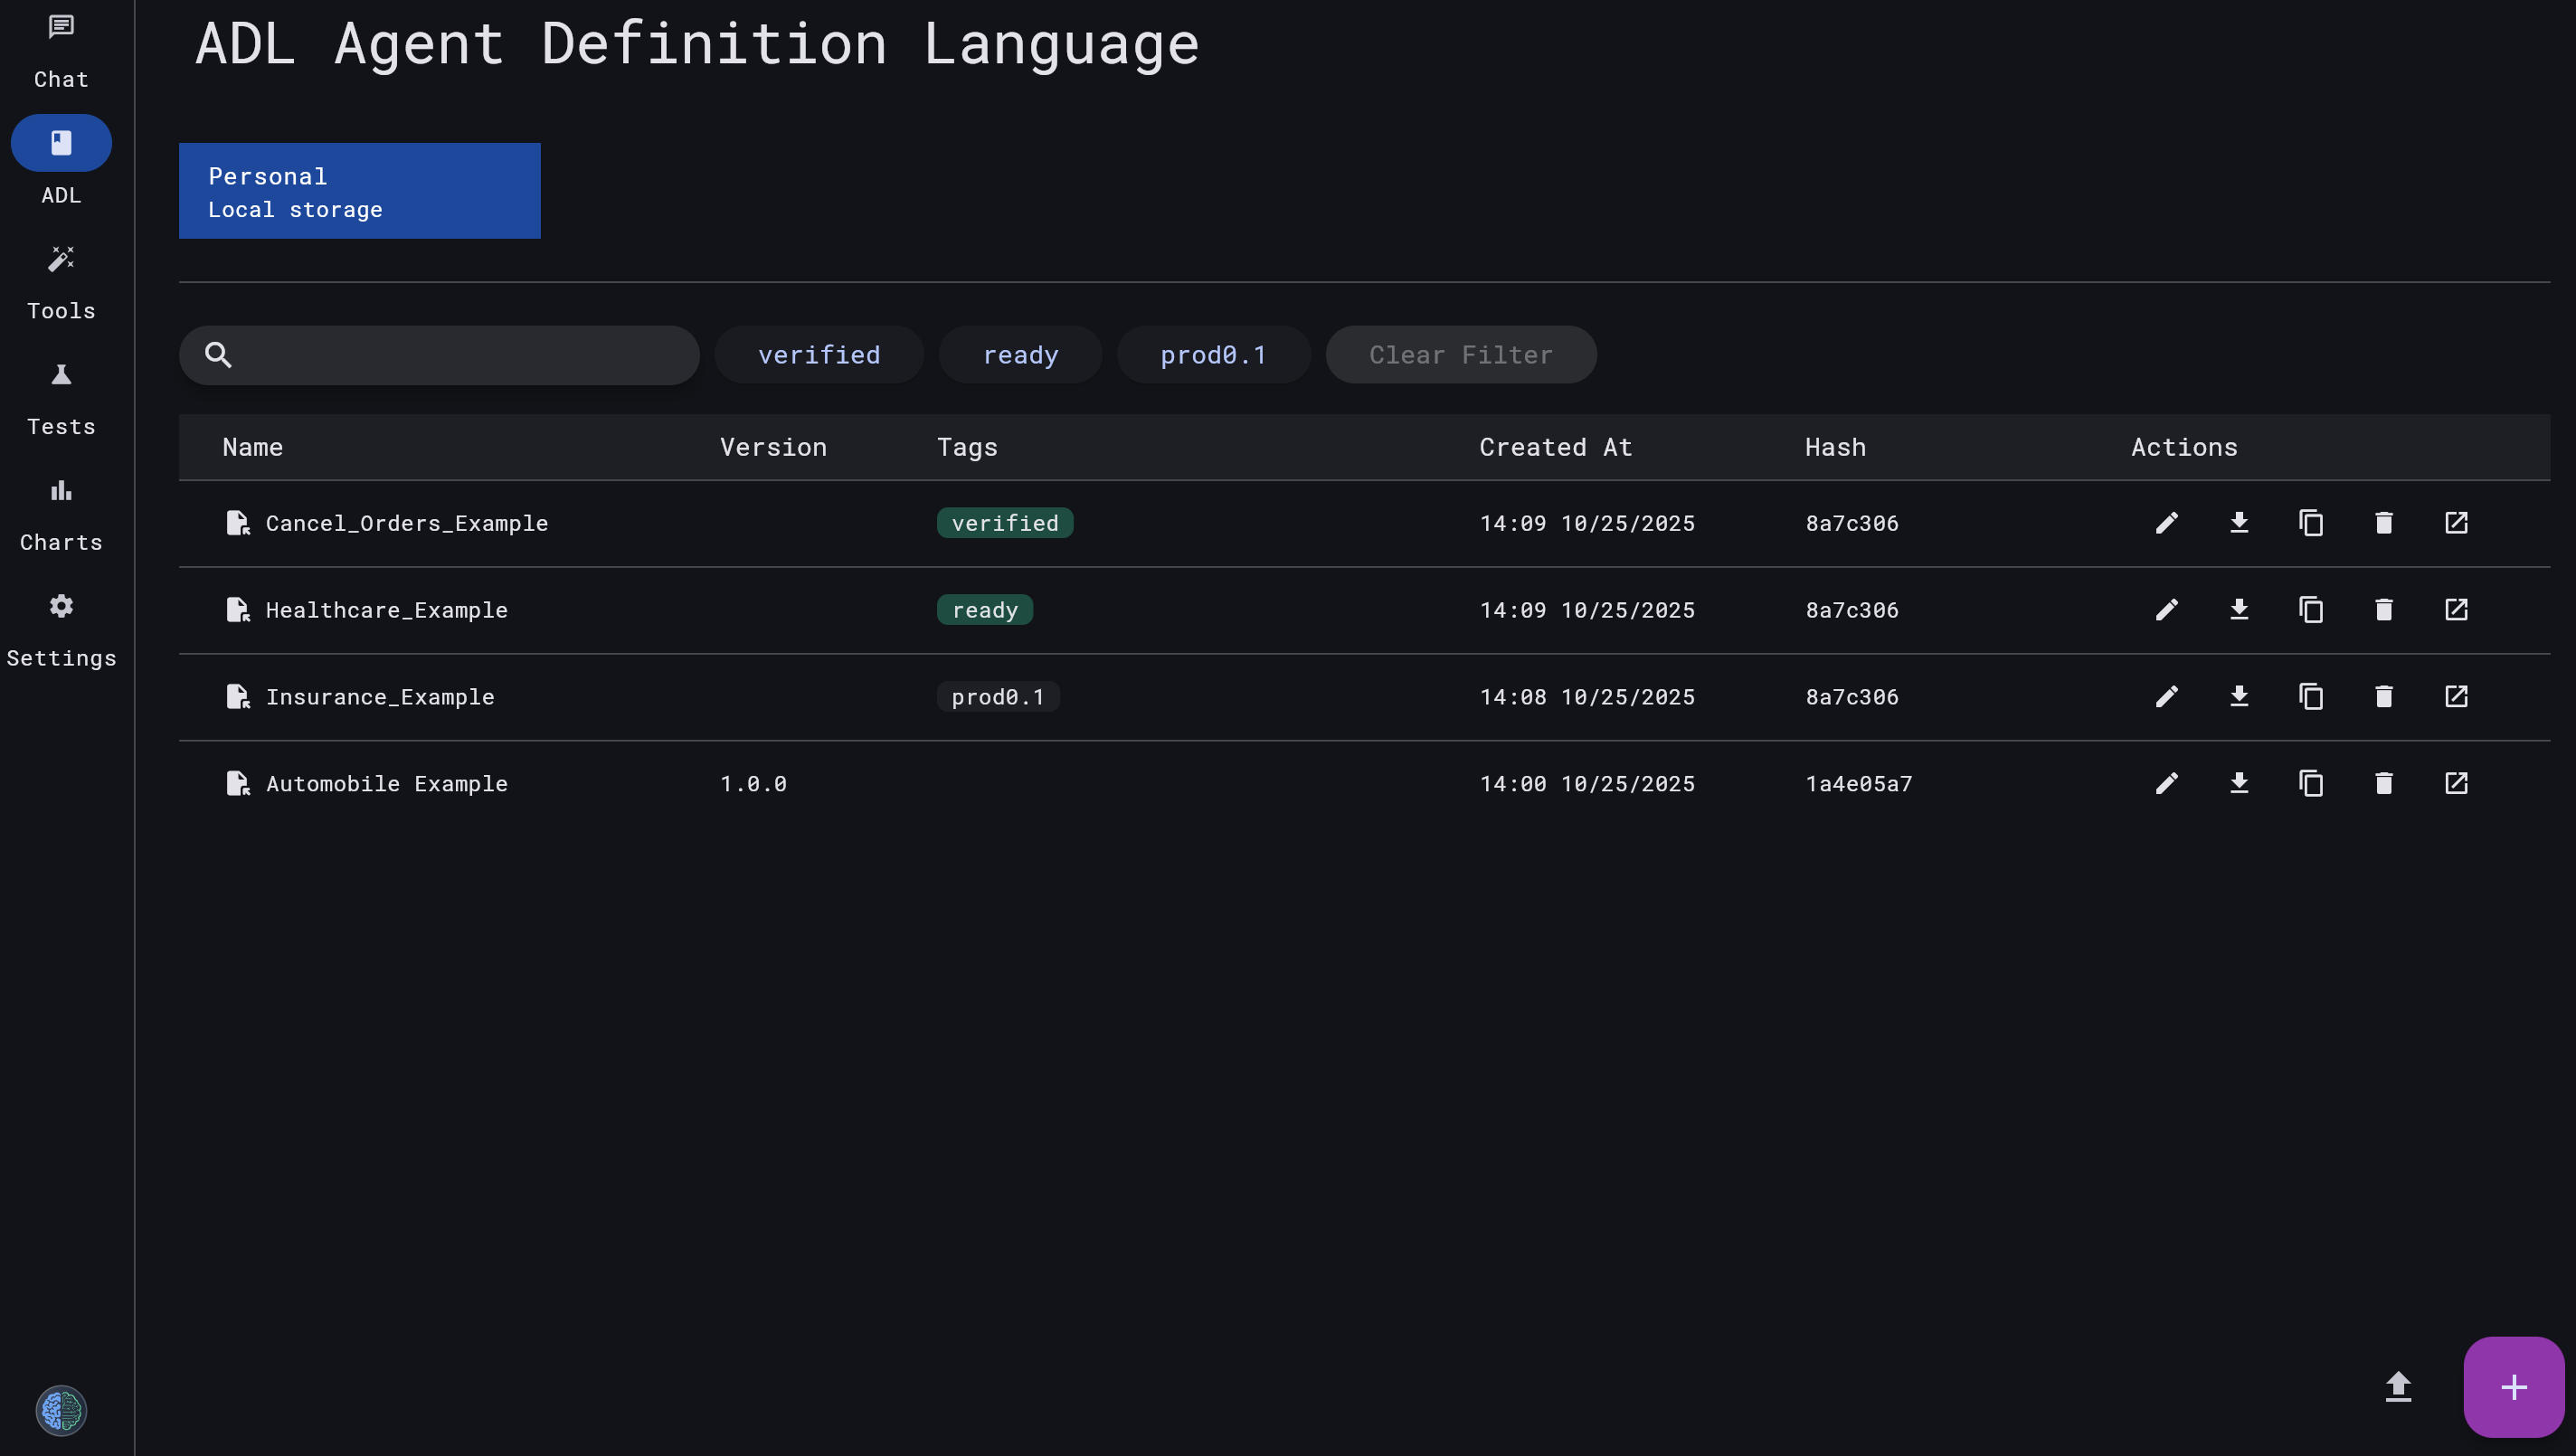 ADL Agent Definition Language
Chat
ADL
Tools
Tests
Charts
Settings
Personal
Local storage
verified ready prod0.1 Clear Filter
Name Version Tags Created At Hash Actions
Cancel_Orders_Example verified 14:09 10/25/2025 8a7c306
Healthcare_Example ready 14:09 10/25/2025 8a7c306
Insurance_Example prod0.1 14:08 10/25/2025 8a7c306
Automobile Example 1.0.0 14:00 10/25/2025 1a4e05a7